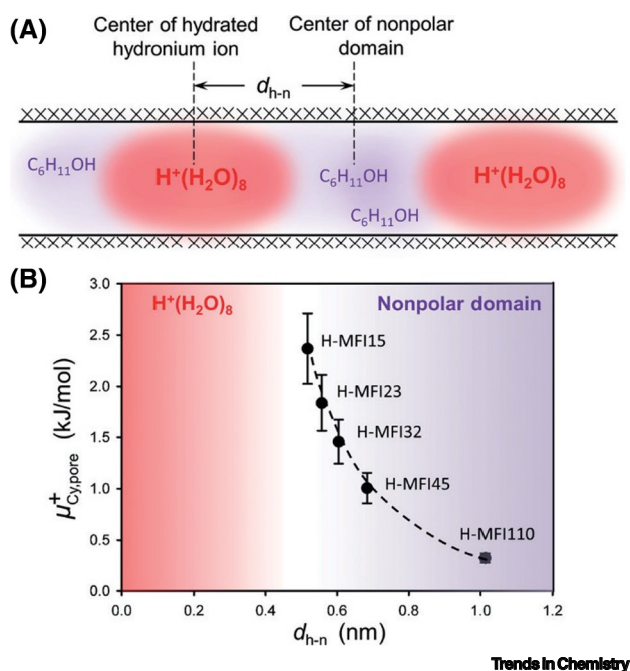 (A)
Center of hydrated
hydronium ion
Center of nonpolar
domain
dh-n
C6H11OH
H+(H2O)8
C6H11OH
C6H11OH
H+(H2O)8
(B)
H+(H2O)8
Nonpolar domain
3.0
2.5
2.0
1.5
1.0
0.5
0.0
μ+Cy,pore (kJ/mol)
H-MFI15
H-MFI23
H-MFI32
H-MFI45
H-MFI110
0.0 0.2 0.4 0.6 0.8 1.0 1.2
dh-n (nm)
Trends in Chemistry